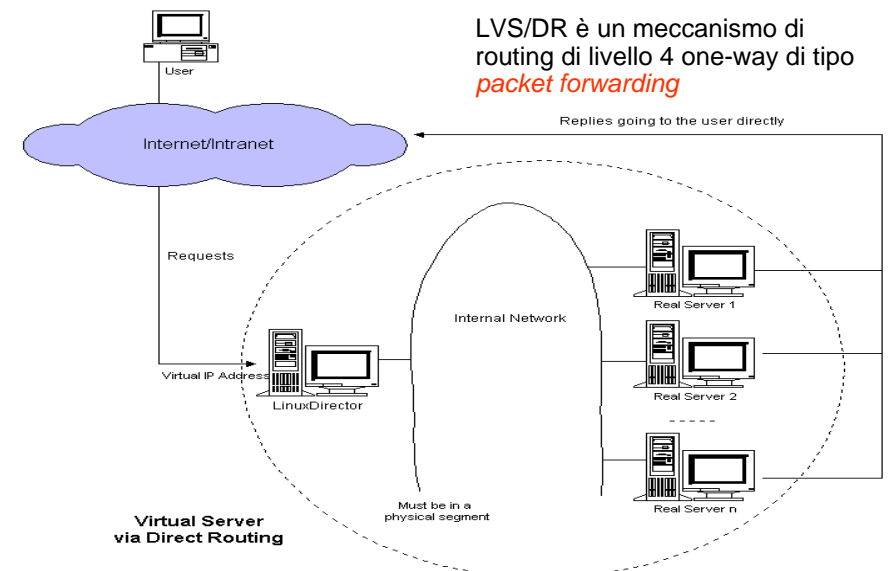 LVS/DR è un meccanismo di
routing di livello 4 one-way di tipo
packet forwarding
User
Replies going to the user directly
Internet/Intranet
Requests
Internal Network
Real Server 1
Virtual IP Address
LinuxDirector
Real Server 2
Must be in a
physical segment
Real Server n
Virtual Server
via Direct Routing